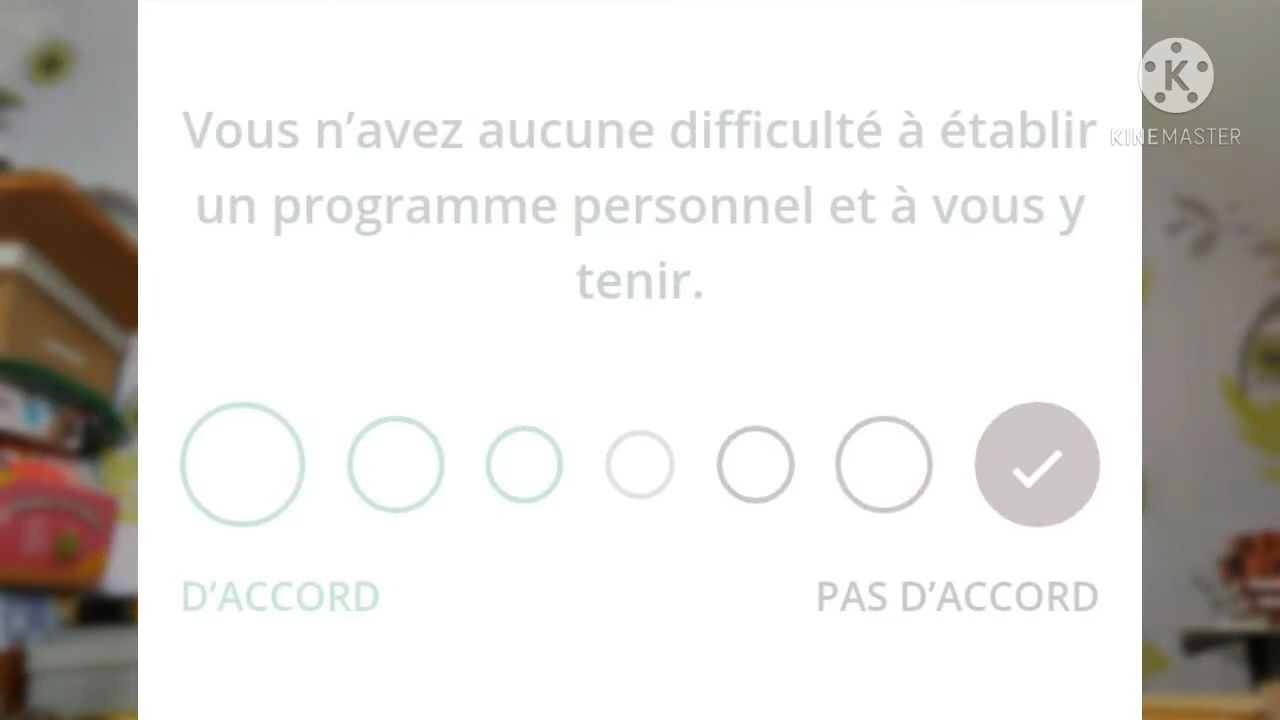 Vous n’avez aucune difficulté à établir
un programme personnel et à vous y
tenir.
D’ACCORD
PAS D’ACCORD
K
KINEMASTER